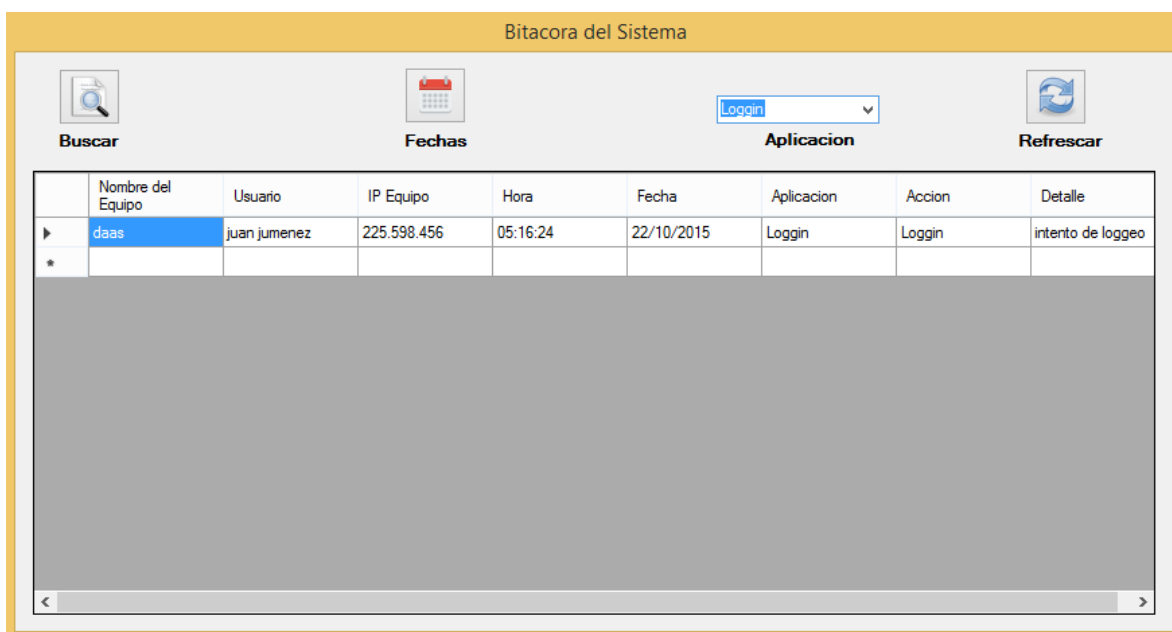 Bitacora del Sistema
Loggin
Buscar Fechas Aplicacion Refrescar
Nombre del Equipo Usuario IP Equipo Hora Fecha Aplicacion Accion Detalle
daas juan jumenez 225.598.456 05:16:24 22/10/2015 Loggin Loggin intento de loggeo